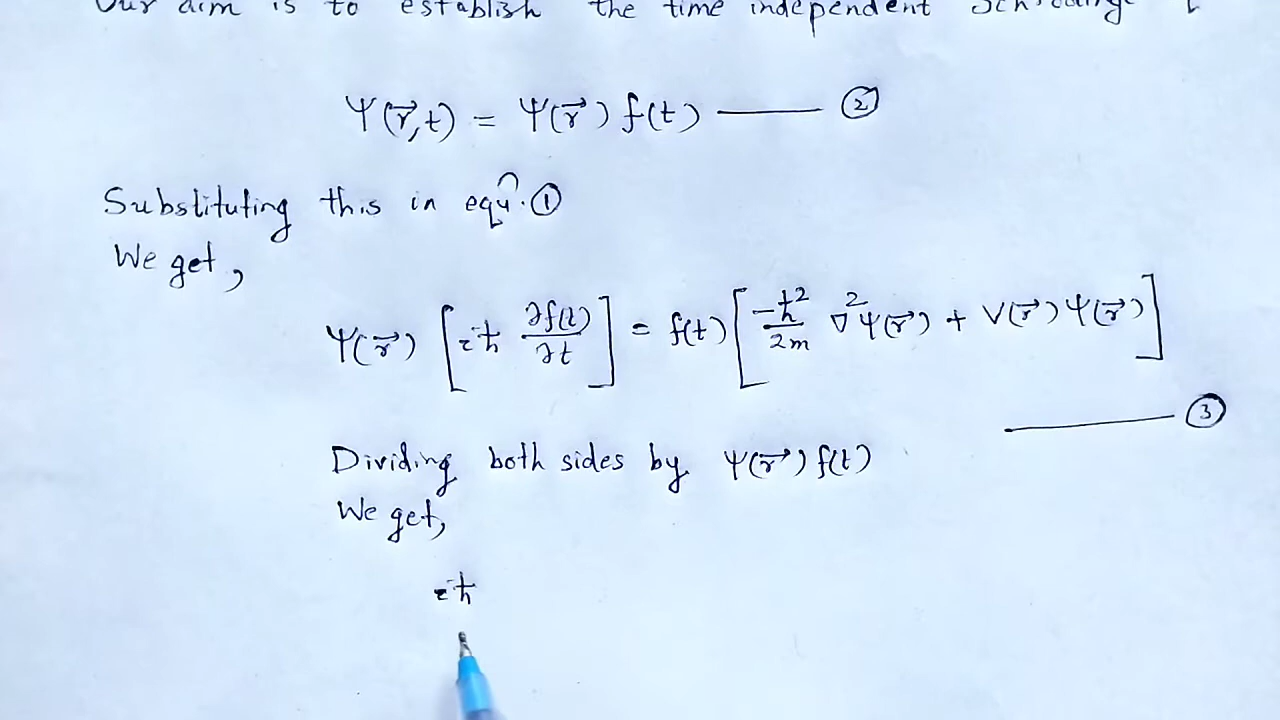 Our aim is to establish the time independent
Ψ(r⃗,t) = Ψ(r⃗) f(t) ——— ②
Substituting this in eqn. ①
We get,
Ψ(r⃗) [iħ ∂f(t)/∂t] = f(t) [-ħ²/2m ∇²Ψ(r⃗) + V(r⃗) Ψ(r⃗)]
——— ③
Dividing both sides by Ψ(r⃗) f(t)
We get,
iħ